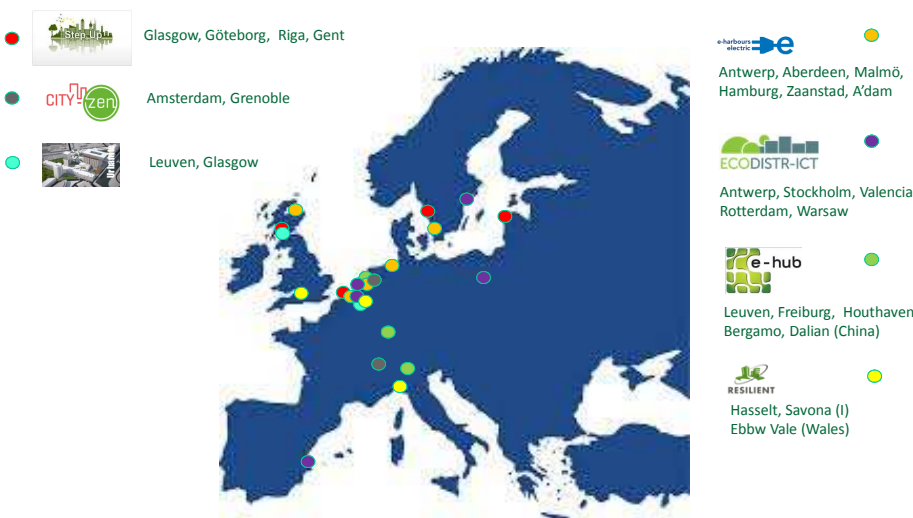 Step-Up
Glasgow, Göteborg, Riga, Gent
CITY-zen
Amsterdam, Grenoble
Leuven, Glasgow
e-harbours
electric
e
Antwerp, Aberdeen, Malmö,
Hamburg, Zaanstad, A'dam
ECODISTR-ICT
Antwerp, Stockholm, Valencia
Rotterdam, Warsaw
e-hub
Leuven, Freiburg, Houthaven
Bergamo, Dalian (China)
RESILIENT
Hasselt, Savona (I)
Ebbw Vale (Wales)